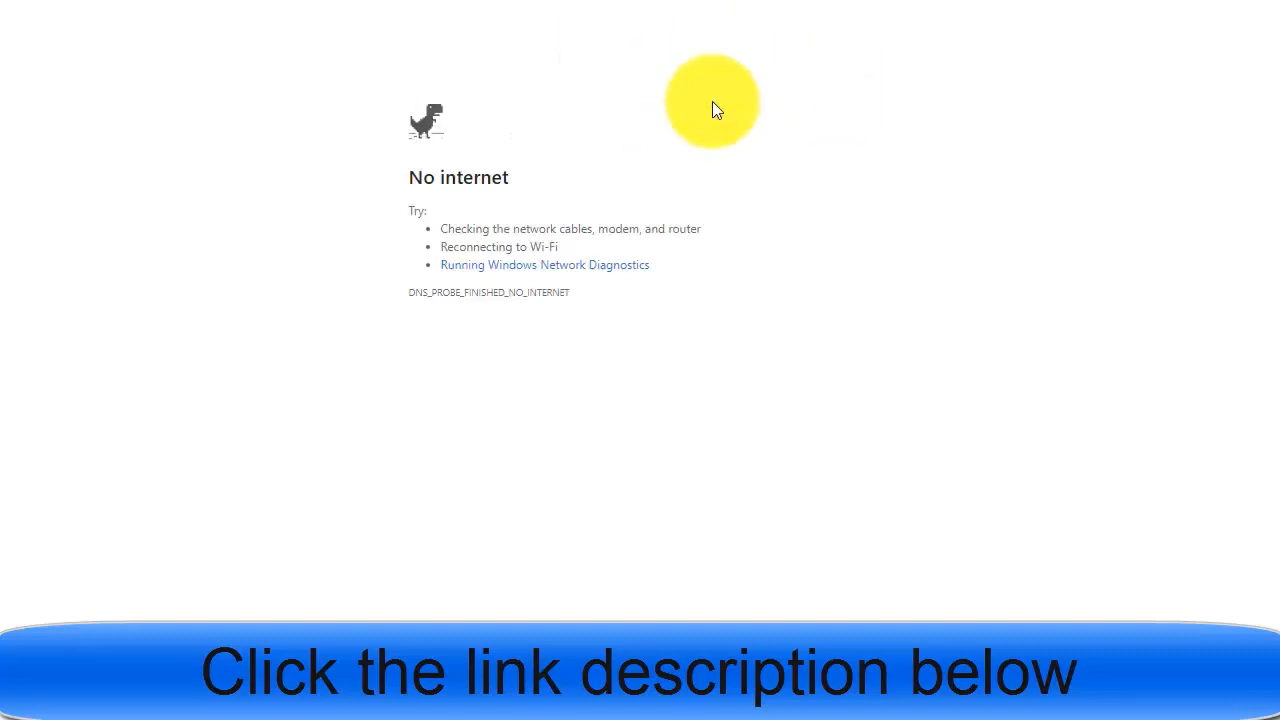 No internet
Try:
Checking the network cables, modem, and router
Reconnecting to Wi-Fi
Running Windows Network Diagnostics
DNS_PROBE_FINISHED_NO_INTERNET
Click the link description below